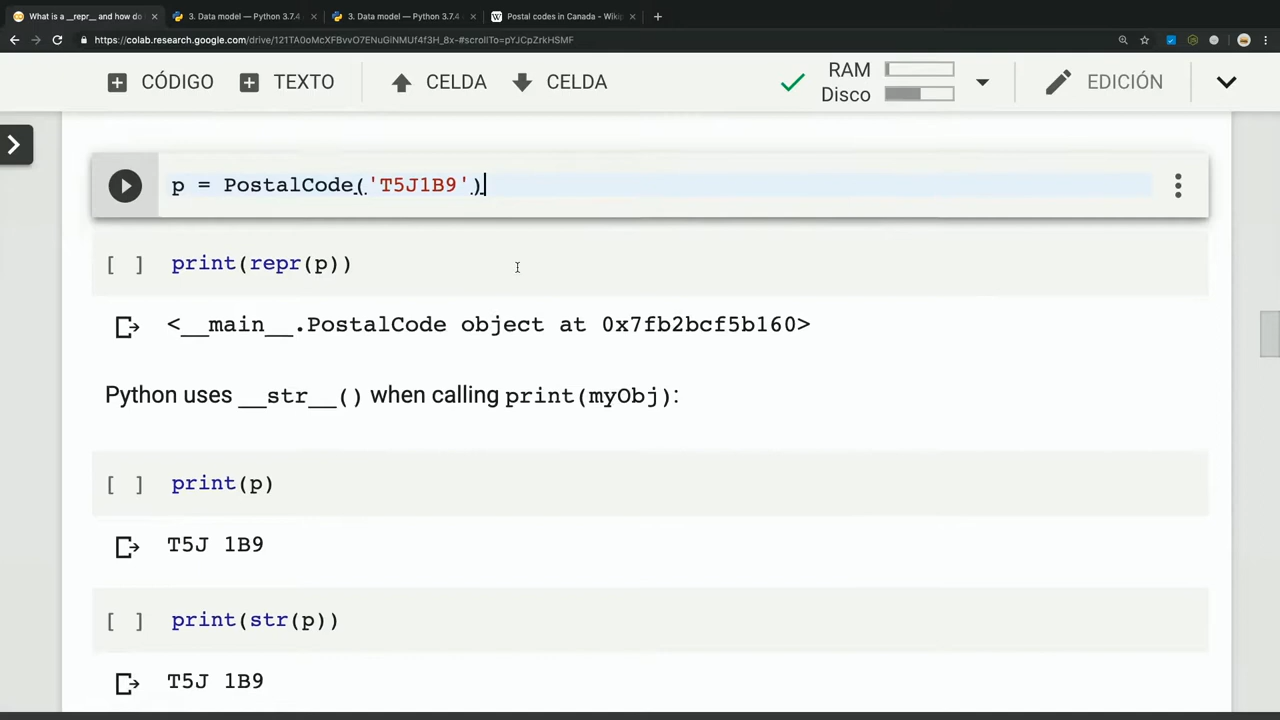 What is a __repr__ and how do
3. Data model — Python 3.7.4
3. Data model — Python 3.7.4
Postal codes in Canada - Wiki
https://colab.research.google.com/drive/121TA0oMcXFBvvO7ENuGlNMUf4f3H_8x-#scrollTo=pYJCpZrkHSMF
CÓDIGO TEXTO CELDA CELDA
RAM
Disco
EDICIÓN
p = PostalCode('T5J1B9')
[ ] print(repr(p))
<__main__.PostalCode object at 0x7fb2bcf5b160>
Python uses __str__() when calling print(myObj):
[ ] print(p)
T5J 1B9
[ ] print(str(p))
T5J 1B9